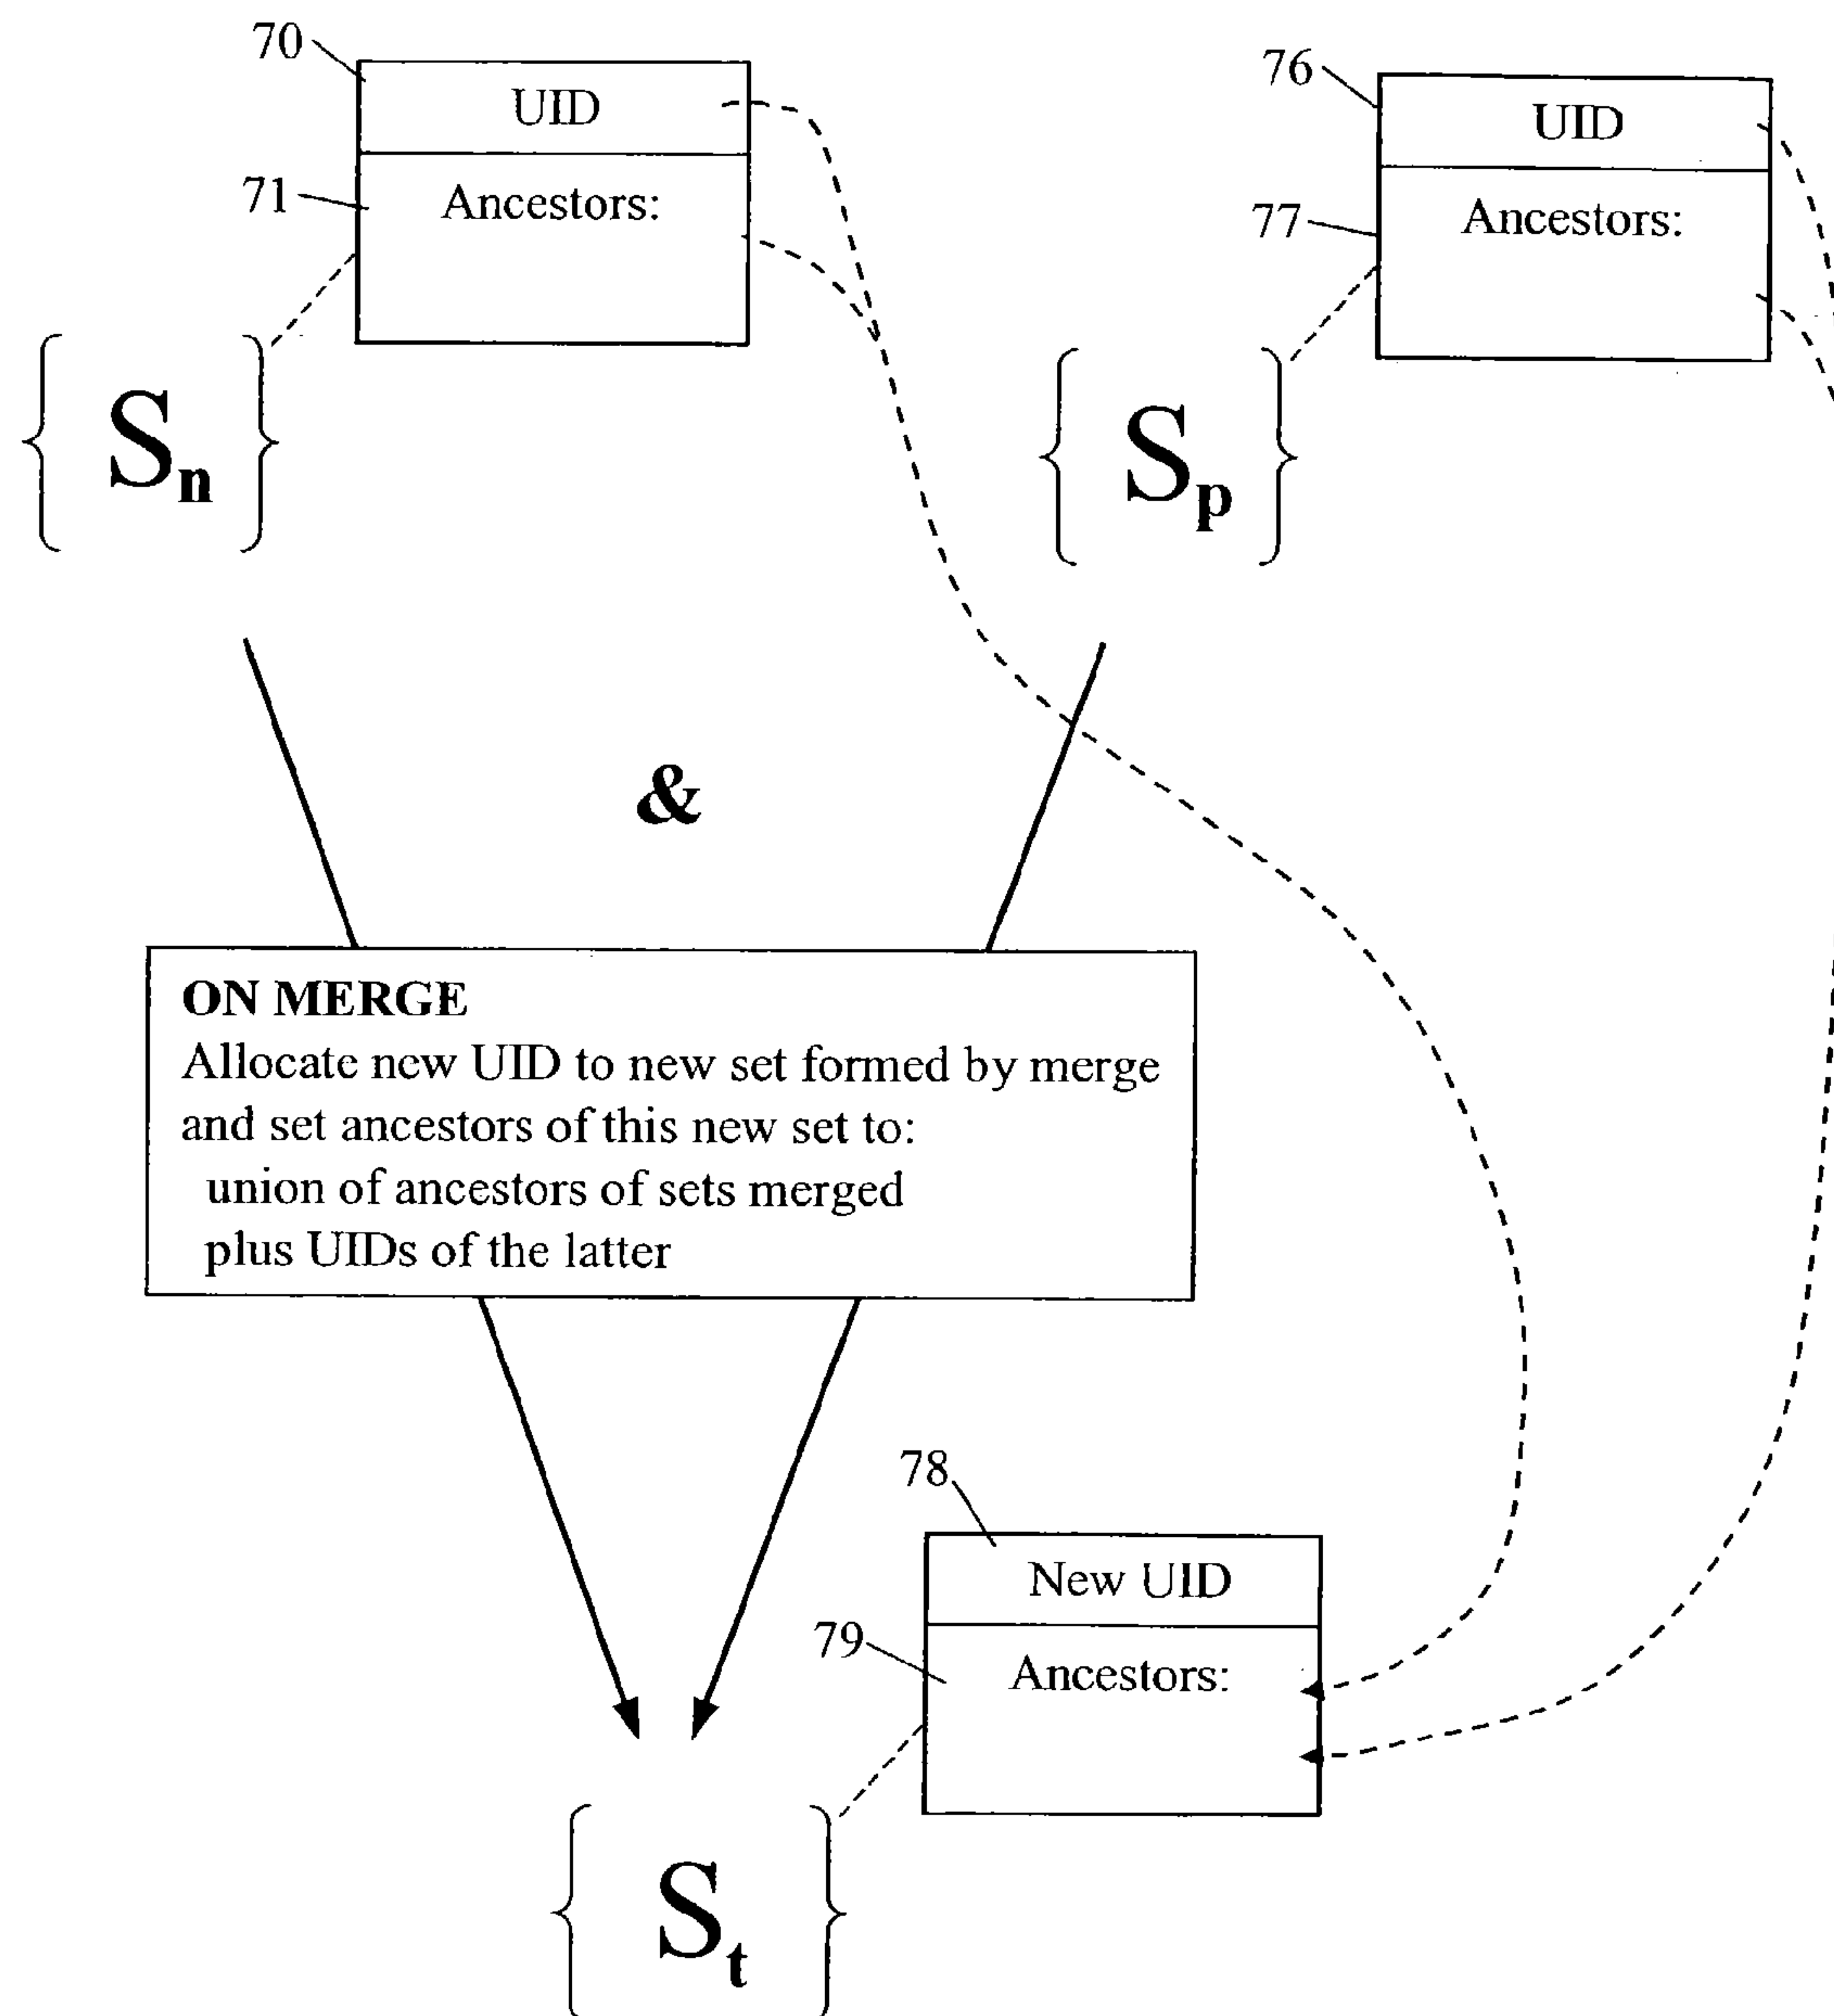 70
UID
71
Ancestors:
{ Sn }
76
UID
77
Ancestors:
{ Sp }
&
ON MERGE
Allocate new UID to new set formed by merge
and set ancestors of this new set to:
union of ancestors of sets merged
plus UIDs of the latter
78
New UID
79
Ancestors:
{ St }